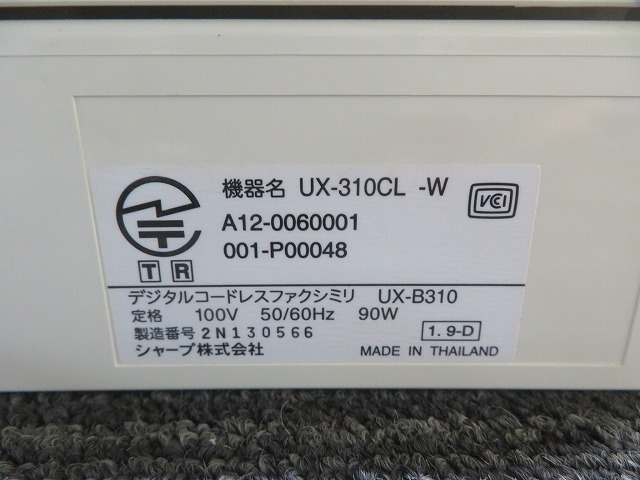 機器名 UX-310CL -W
VCI
A12-0060001
001-P00048
T R
デジタルコードレスファクシミリ UX-B310
定格 100V 50/60Hz 90W
製造番号 2N130566
1.9-D
シャープ株式会社 MADE IN THAILAND